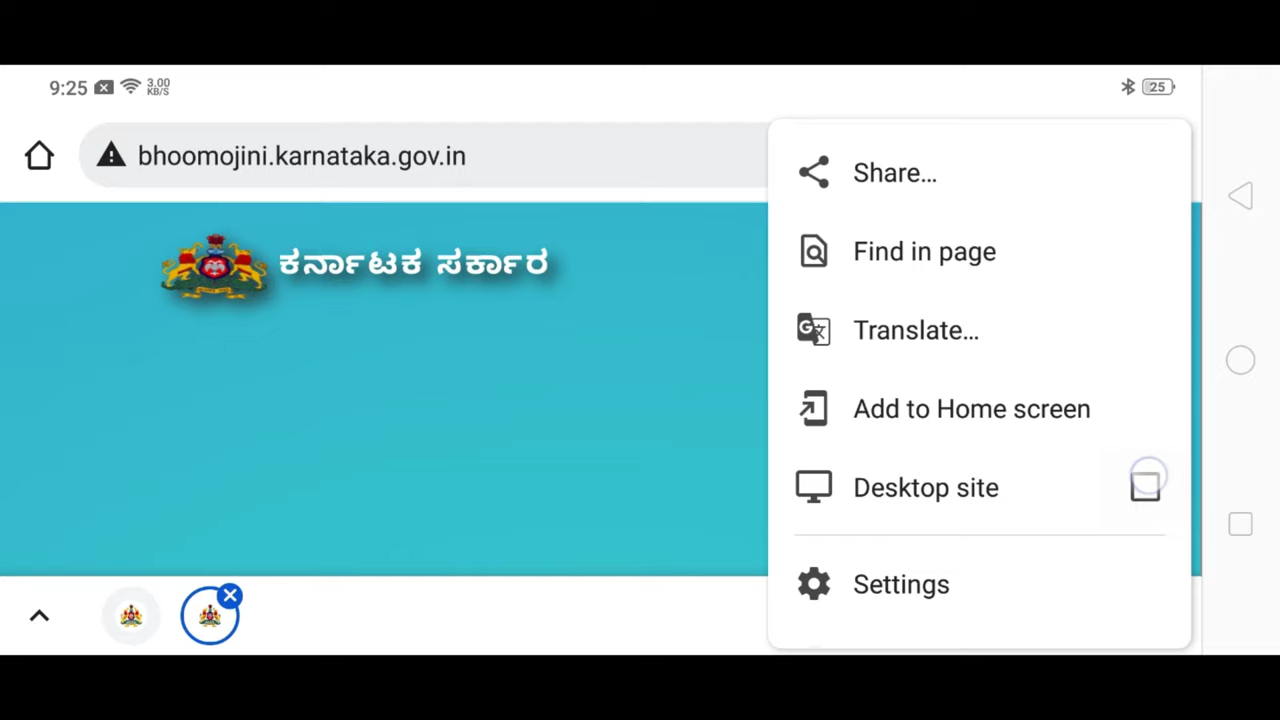 9:25 3.00 KB/S 25
bhoomojini.karnataka.gov.in
ಕರ್ನಾಟಕ ಸರ್ಕಾರ
Share...
Find in page
Translate...
Add to Home screen
Desktop site
Settings